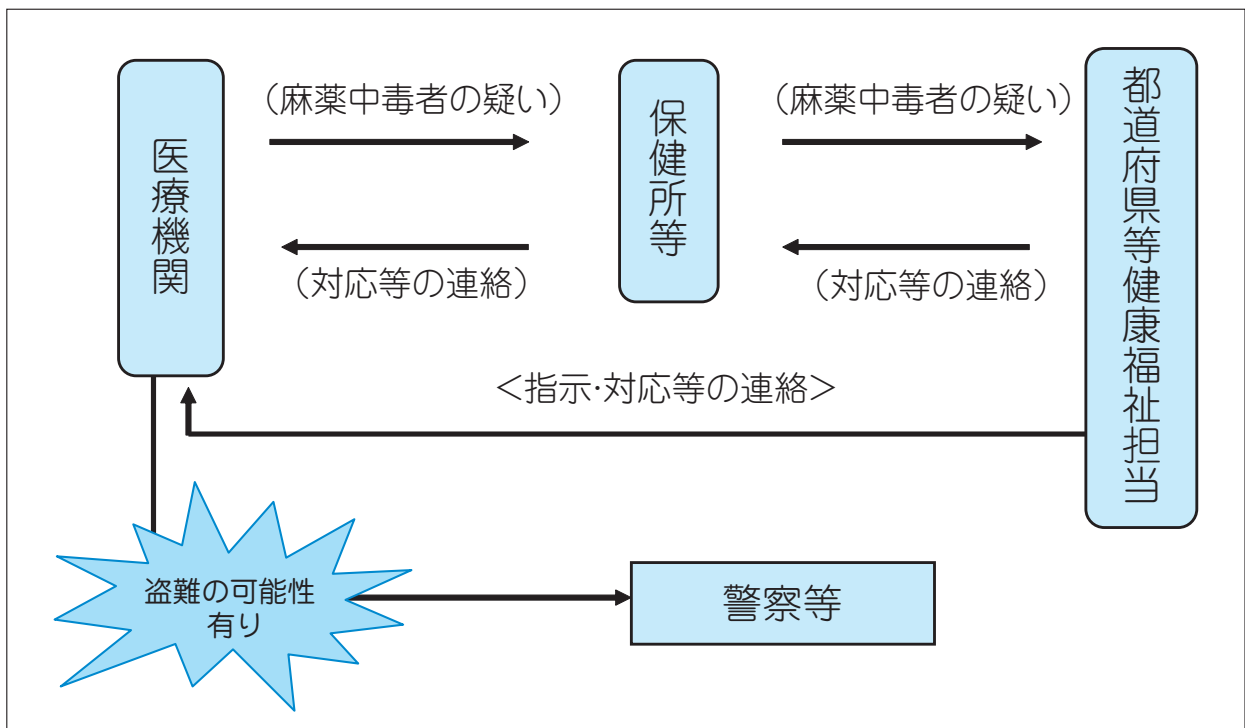 医療機関
（麻薬中毒者の疑い）
（対応等の連絡）
保健所等
（麻薬中毒者の疑い）
（対応等の連絡）
都道府県等健康福祉担当
＜指示・対応等の連絡＞
盗難の可能性
有り
警察等